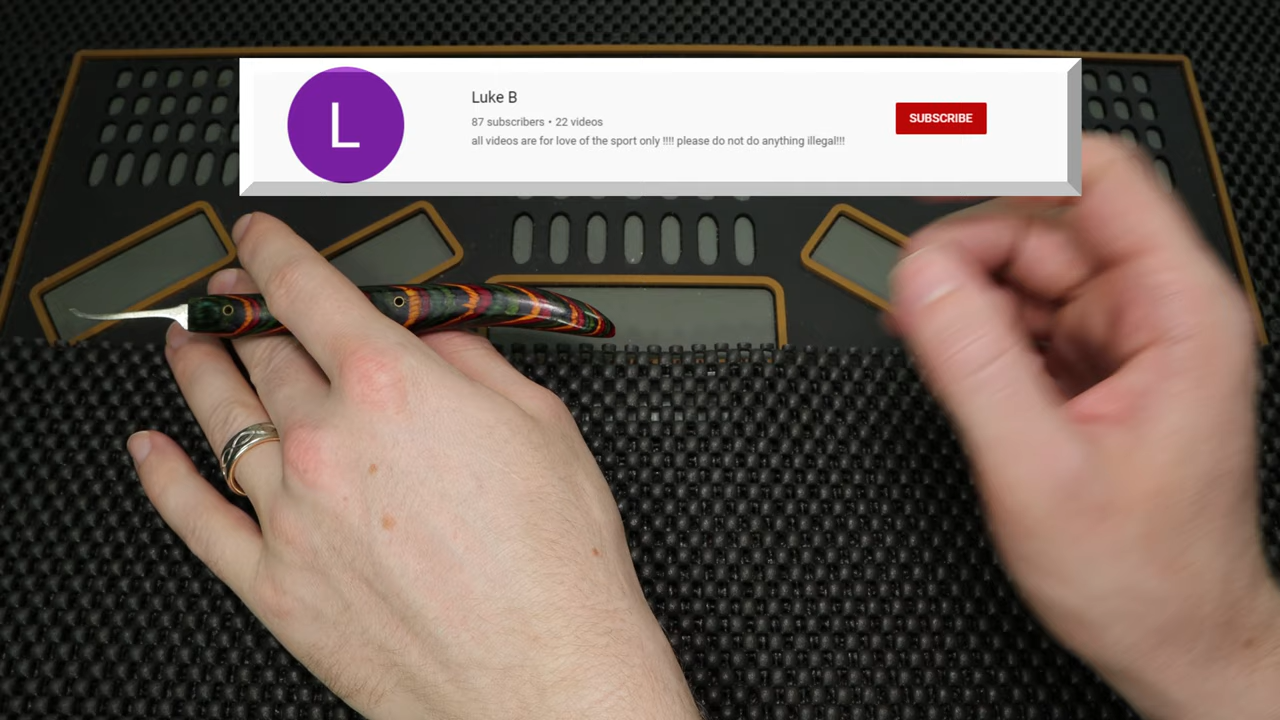 L
Luke B
87 subscribers • 22 videos
SUBSCRIBE
all videos are for love of the sport only !!!! please do not do anything illegal!!!